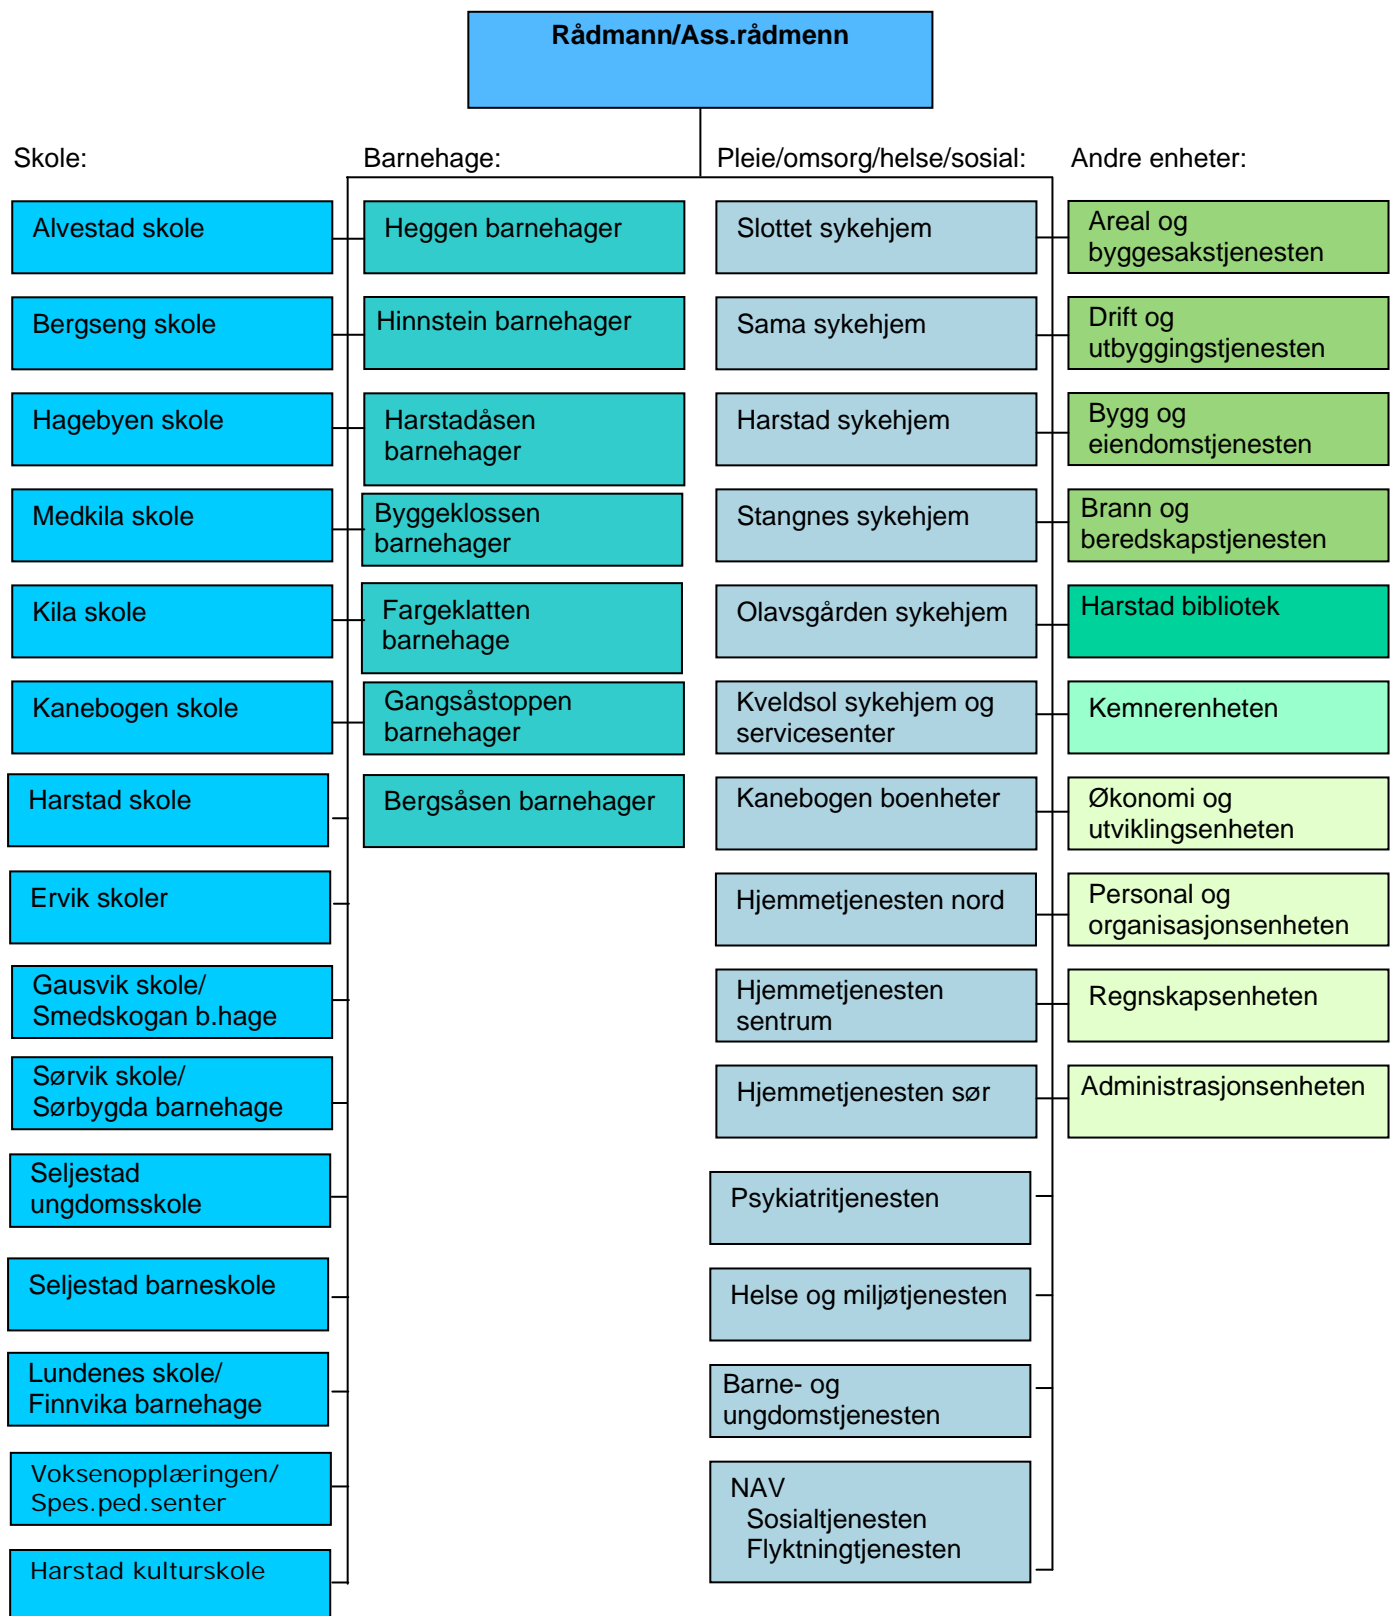 Rådmann/Ass.rådmenn
Skole:
Alvestad skole
Bergseng skole
Hagebyen skole
Medkila skole
Kila skole
Kanebogen skole
Harstad skole
Ervik skoler
Gausvik skole/
Smedskogan b.hage
Sørvik skole/
Sørbygda barnehage
Seljestad
ungdomsskole
Seljestad barneskole
Lundenes skole/
Finnvika barnehage
Voksenopplæringen/
Spes.ped.senter
Harstad kulturskole
Barnehage:
Heggen barnehager
Hinnstein barnehager
Harstadåsen
barnehager
Byggeklossen
barnehager
Fargeklatten
barnehage
Gangsåstoppen
barnehager
Bergsåsen barnehager
Pleie/omsorg/helse/sosial:
Slottet sykehjem
Sama sykehjem
Harstad sykehjem
Stangnes sykehjem
Olavsgården sykehjem
Kveldsol sykehjem og
servicesenter
Kanebogen boenheter
Hjemmetjenesten nord
Hjemmetjenesten
sentrum
Hjemmetjenesten sør
Psykiatritjenesten
Helse og miljøtjenesten
Barne- og
ungdomstjenesten
NAV
Sosialtjenesten
Flyktningtjenesten
Andre enheter:
Areal og
byggesakstjenesten
Drift og
utbyggingstjenesten
Bygg og
eiendomstjenesten
Brann og
beredskapstjenesten
Harstad bibliotek
Kemnerenheten
Økonomi og
utviklingsenheten
Personal og
organisasjonsenheten
Regnskapsenheten
Administrasjonsenheten